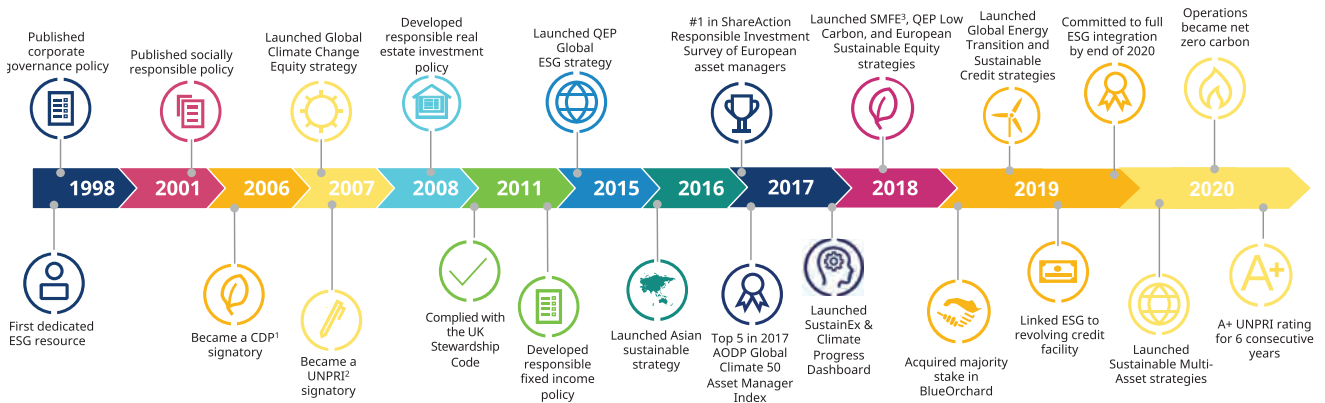 Published
corporate
governance policy
Published socially
responsible policy
Launched Global
Climate Change
Equity strategy
Developed
responsible real
estate investment
policy
Launched QEP
Global
ESG strategy
#1 in ShareAction
Responsible Investment
Survey of European
asset managers
Launched SMFE³, QEP Low
Carbon, and European
Sustainable Equity
strategies
Launched
Global Energy
Transition and
Sustainable
Credit strategies
Committed to full
ESG integration
by end of 2020
Operations
became net
zero carbon
1998
2001
2006
2007
2008
2011
2015
2016
2017
2018
2019
2020
First dedicated
ESG resource
Became a CDP¹
signatory
Became a
UNPRI²
signatory
Complied with
the UK
Stewardship
Code
Developed
responsible
fixed income
policy
Launched Asian
sustainable
strategy
Top 5 in 2017
AODP Global
Climate 50
Asset Manager
Index
Launched
SustainEx &
Climate
Progress
Dashboard
Acquired majority
stake in
BlueOrchard
Linked ESG to
revolving credit
facility
Launched
Sustainable Multi-
Asset strategies
A+
A+ UNPRI rating
for 6 consecutive
years